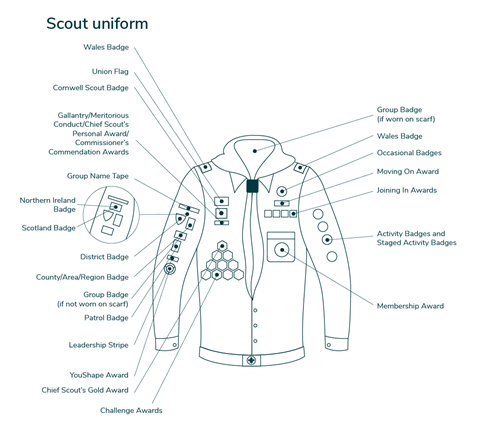 Scout uniform
Wales Badge
Union Flag
Cornwell Scout Badge
Gallantry/Meritorious
Conduct/Chief Scout's
Personal Award/
Commissioner's
Commendation Awards
Group Name Tape
Northern Ireland
Badge
Scotland Badge
District Badge
County/Area/Region Badge
Group Badge
(if not worn on scarf)
Patrol Badge
Leadership Stripe
YouShape Award
Chief Scout's Gold Award
Challenge Awards
Group Badge
(if worn on scarf)
Wales Badge
Occasional Badges
Moving On Award
Joining In Awards
Activity Badges and
Staged Activity Badges
Membership Award